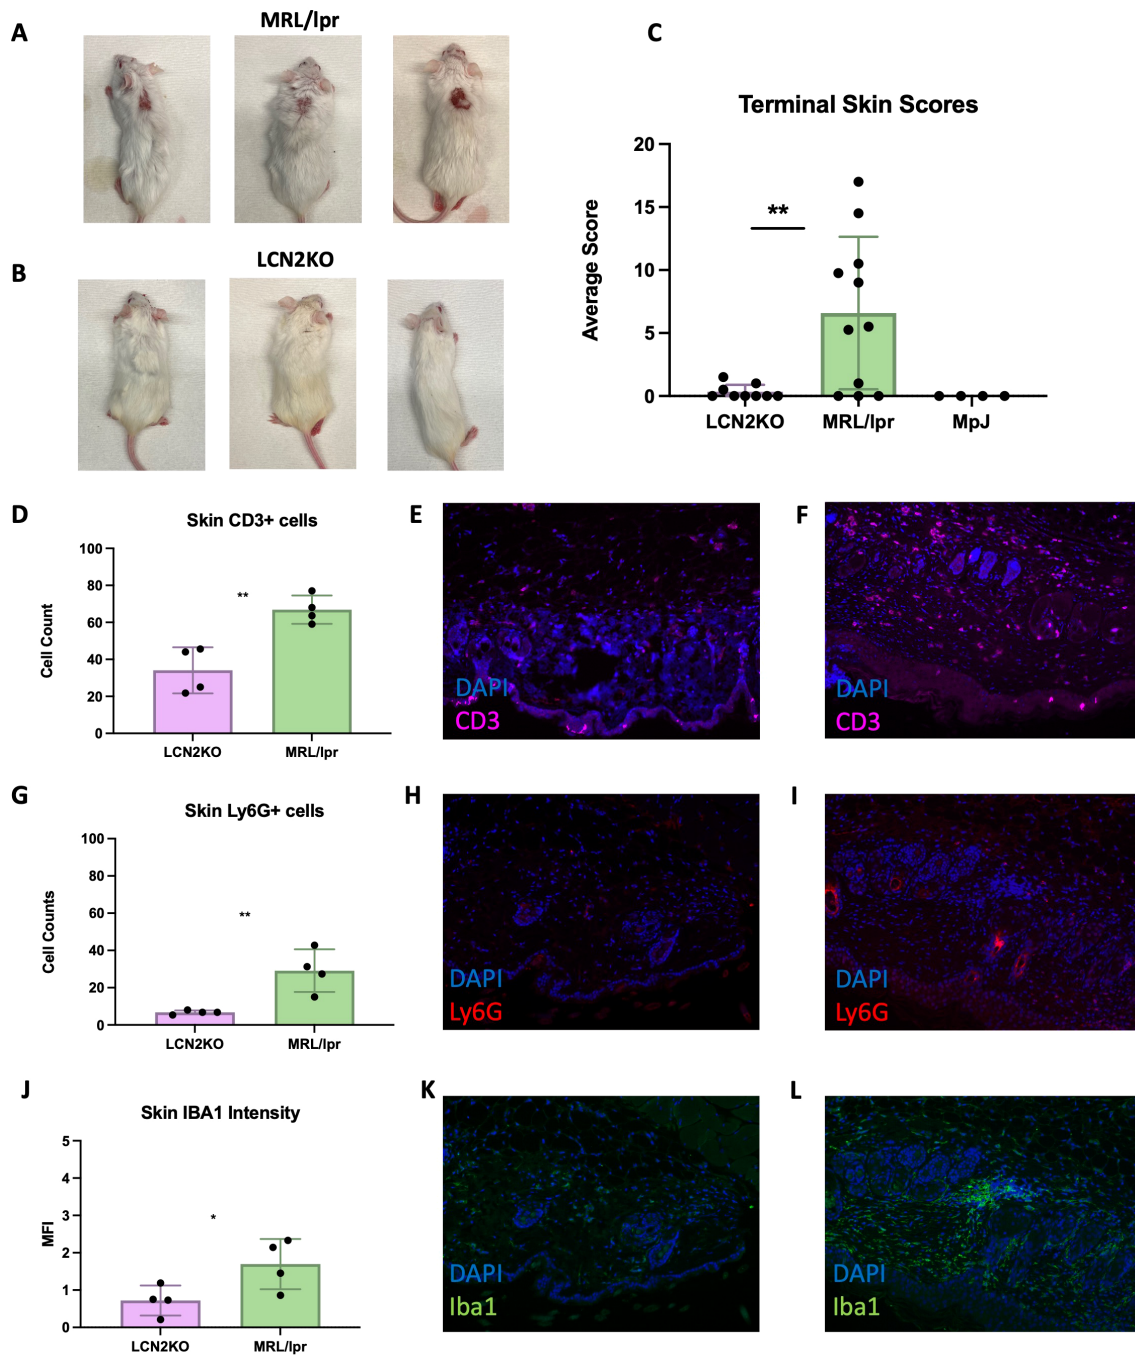 A
MRL/lpr
B
LCN2KO
C
Terminal Skin Scores
Average Score
20
15
10
5
0
**
LCN2KO
MRL/lpr
MpJ
D
Skin CD3+ cells
Cell Count
100
80
60
40
20
0
**
LCN2KO
MRL/lpr
E
DAPI
CD3
F
DAPI
CD3
G
Skin Ly6G+ cells
Cell Counts
100
80
60
40
20
0
**
LCN2KO
MRL/lpr
H
DAPI
Ly6G
I
DAPI
Ly6G
J
Skin IBA1 Intensity
MFI
5
4
3
2
1
0
*
LCN2KO
MRL/lpr
K
DAPI
Iba1
L
DAPI
Iba1